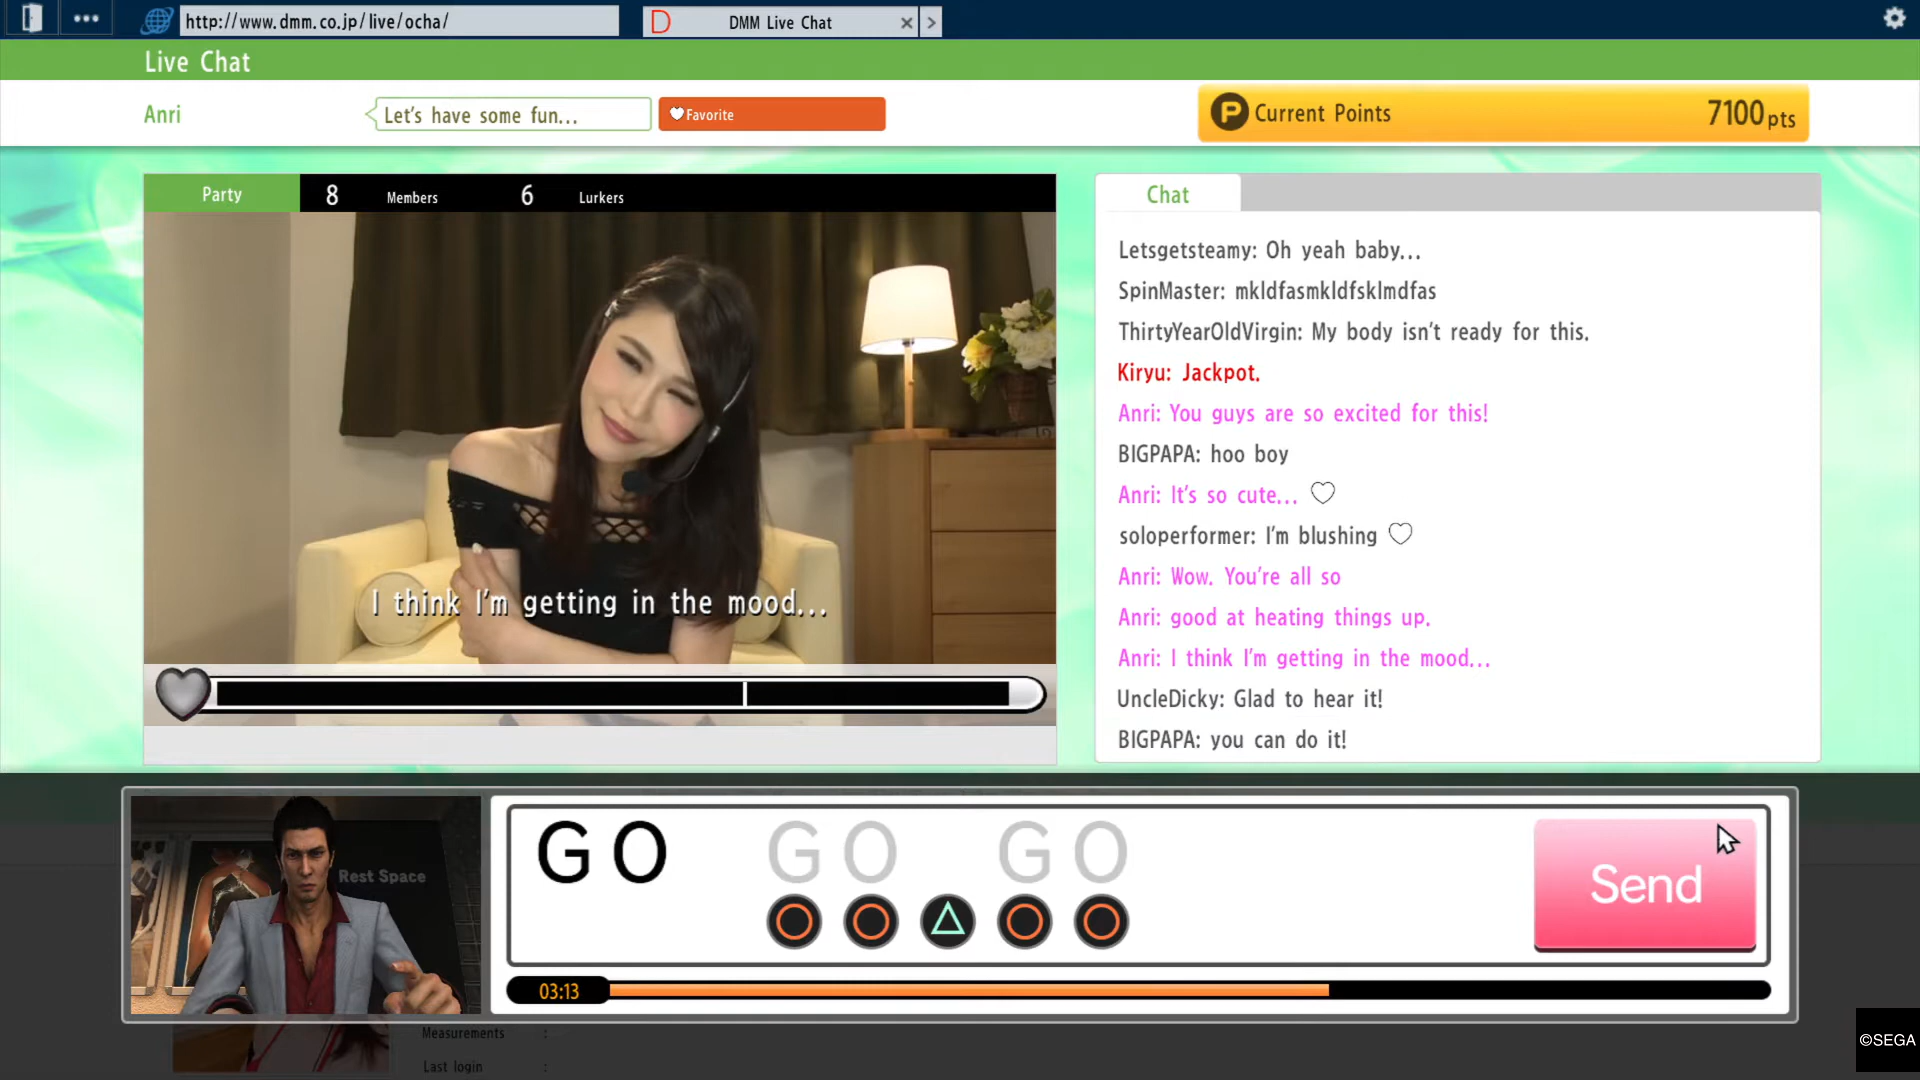 http://www.dmm.co.jp/live/ocha/
D DMM Live Chat
Live Chat
Anri
Let's have some fun...
Favorite
P Current Points 7100 pts
Party 8 Members 6 Lurkers
I think I'm getting in the mood...
Chat
Letsgetsteamy: Oh yeah baby...
SpinMaster: mkldfasmkldfsklmdfas
ThirtyYearOldVirgin: My body isn't ready for this.
Kiryu: Jackpot.
Anri: You guys are so excited for this!
BIGPAPA: hoo boy
Anri: It's so cute... ♡
soloperformer: I'm blushing ♡
Anri: Wow. You're all so
Anri: good at heating things up.
Anri: I think I'm getting in the mood...
UncleDicky: Glad to hear it!
BIGPAPA: you can do it!
Rest Space
GO GO GO
Send
03:13
Measurements :
Last login :
©SEGA